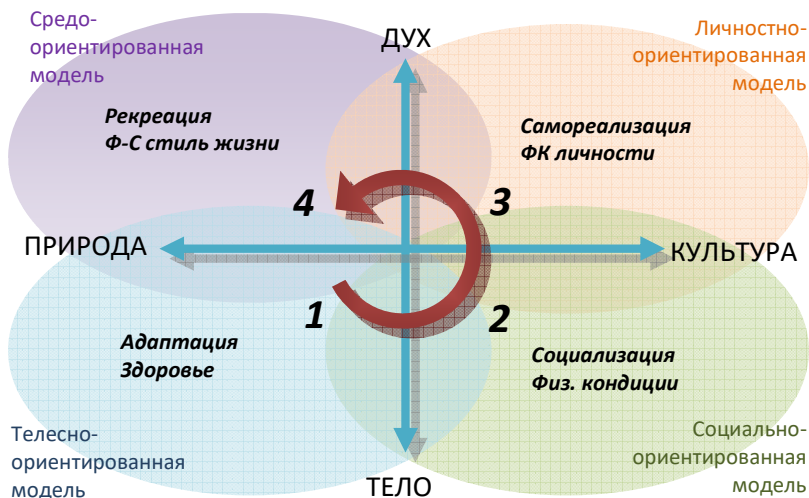 Средо-
ориентированная
модель
ДУХ
Личностно-
ориентированная
модель
Рекреация
Ф-С стиль жизни
Самореализация
ФК личности
4
3
ПРИРОДА
КУЛЬТУРА
1
2
Адаптация
Здоровье
Социализация
Физ. кондиции
Телесно-
ориентированная
модель
ТЕЛО
Социально-
ориентированная
модель